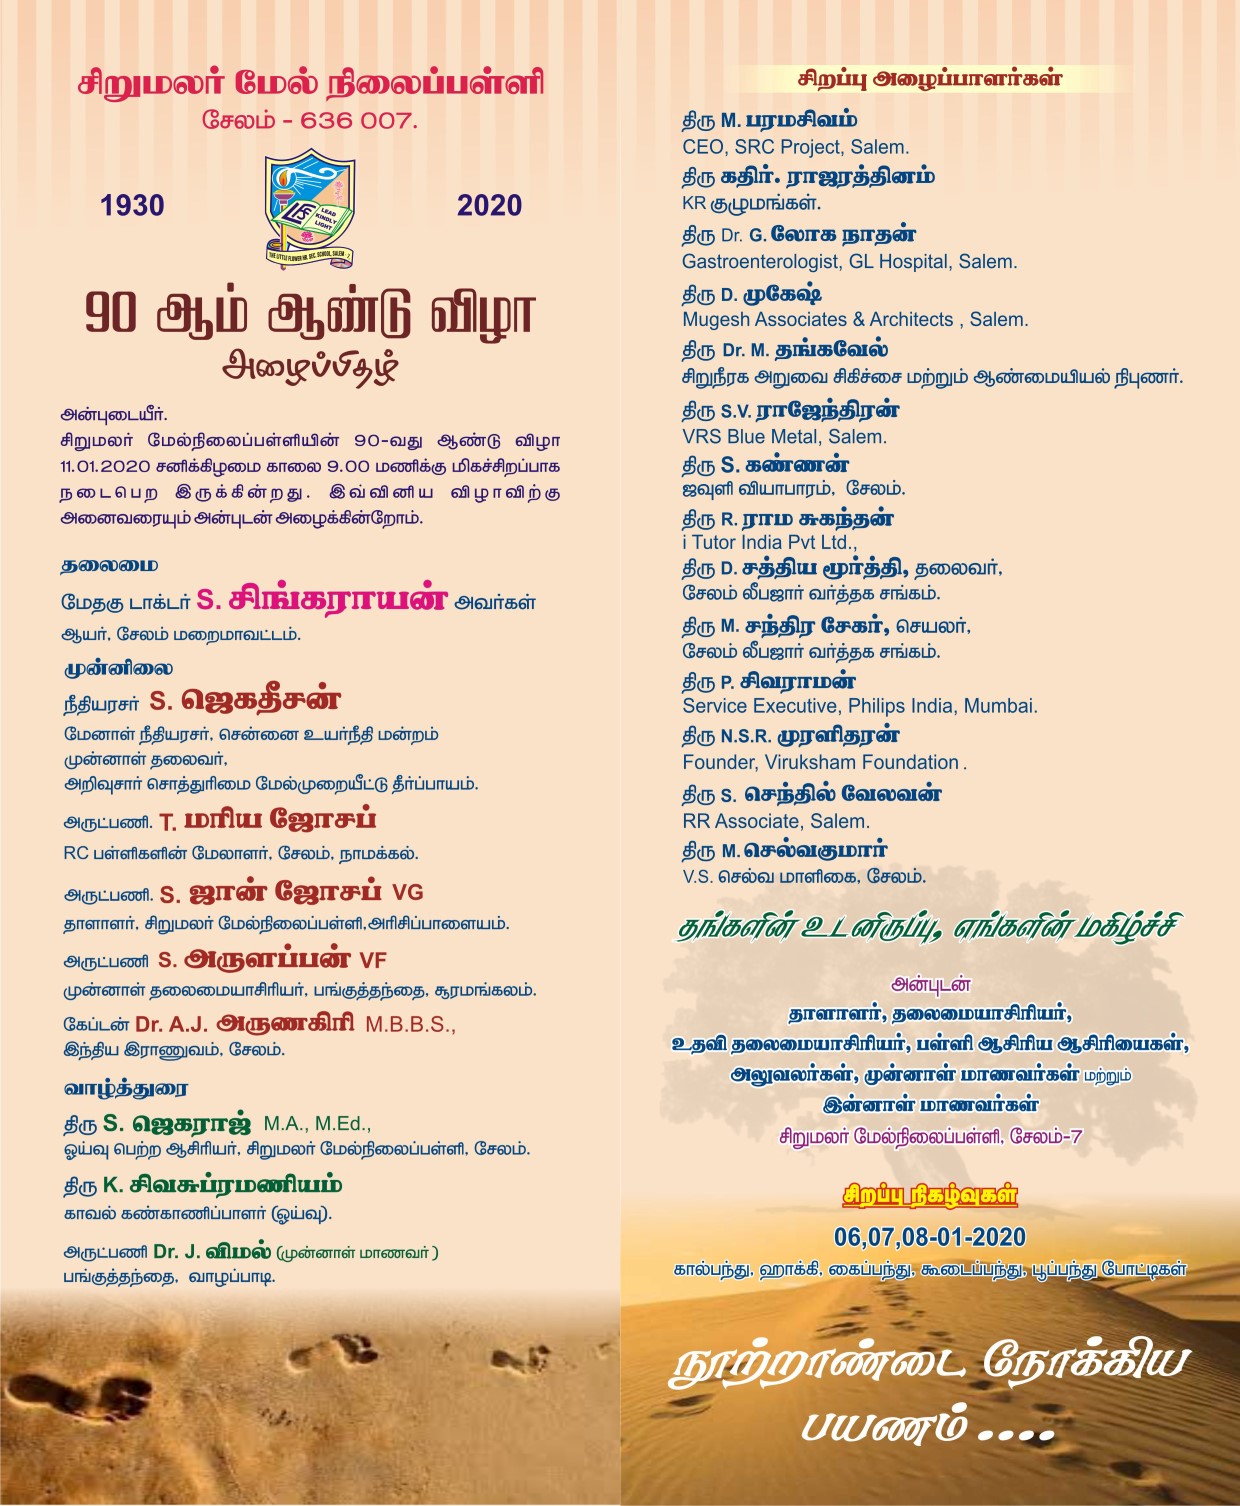 சிறுமலர் மேல் நிலைப்பள்ளி
சேலம் - 636 007.
1930
2020
LFS
LEAD
KINDLY
LIGHT
THE LITTLE FLOWER HR. SEC. SCHOOL, SALEM - 7
90 ஆம் ஆண்டு விழா
அழைப்பிதழ்
அன்புடையீர்.
சிறுமலர் மேல்நிலைப்பள்ளியின் 90-வது ஆண்டு விழா
11.01.2020 சனிக்கிழமை காலை 9.00 மணிக்கு மிகச்சிறப்பாக
நடைபெற இருக்கின்றது. இவ்வினிய விழாவிற்கு
அனைவரையும் அன்புடன் அழைக்கின்றோம்.
தலைமை
மேதகு டாக்டர் S. சிங்கராயன் அவர்கள்
ஆயர், சேலம் மறைமாவட்டம்.
முன்னிலை
நீதியரசர் S. ஜெகதீசன்
மேனாள் நீதியரசர், சென்னை உயர்நீதி மன்றம்
முன்னாள் தலைவர்,
அறிவுசார் சொத்துரிமை மேல்முறையீட்டு தீர்ப்பாயம்.
அருட்பணி. T. மரிய ஜோசப்
RC பள்ளிகளின் மேலாளர், சேலம், நாமக்கல்.
அருட்பணி. S. ஜான் ஜோசப் VG
தாளாளர், சிறுமலர் மேல்நிலைப்பள்ளி,அரிசிப்பாளையம்.
அருட்பணி S. அருளப்பன் VF
முன்னாள் தலைமையாசிரியர், பங்குத்தந்தை, சூரமங்கலம்.
கேப்டன் Dr. A.J. அருணகிரி M.B.B.S.,
இந்திய இராணுவம், சேலம்.
வாழ்த்துரை
திரு S. ஜெகராஜ் M.A., M.Ed.,
ஓய்வு பெற்ற ஆசிரியர், சிறுமலர் மேல்நிலைப்பள்ளி, சேலம்.
திரு K. சிவசுப்ரமணியம்
காவல் கண்காணிப்பாளர் (ஓய்வு).
அருட்பணி Dr. J. விமல் (முன்னாள் மாணவர் )
பங்குத்தந்தை, வாழப்பாடி.
சிறப்பு அழைப்பாளர்கள்
திரு M. பரமசிவம்
CEO, SRC Project, Salem.
திரு கதிர். ராஜரத்தினம்
KR குழுமங்கள்.
திரு Dr. G. லோக நாதன்
Gastroenterologist, GL Hospital, Salem.
திரு D. முகேஷ்
Mugesh Associates & Architects , Salem.
திரு Dr. M. தங்கவேல்
சிறுநீரக அறுவை சிகிச்சை மற்றும் ஆண்மையியல் நிபுணர்.
திரு S.V. ராஜேந்திரன்
VRS Blue Metal, Salem.
திரு S. கண்ணன்
ஜவுளி வியாபாரம், சேலம்.
திரு R. ராம சுகந்தன்
i Tutor India Pvt Ltd.,
திரு D. சத்திய மூர்த்தி, தலைவர்,
சேலம் லீபஜார் வர்த்தக சங்கம்.
திரு M. சந்திர சேகர், செயலர்,
சேலம் லீபஜார் வர்த்தக சங்கம்.
திரு P. சிவராமன்
Service Executive, Philips India, Mumbai.
திரு N.S.R. முரளிதரன்
Founder, Viruksham Foundation .
திரு S. செந்தில் வேலவன்
RR Associate, Salem.
திரு M. செல்வகுமார்
V.S. செல்வ மாளிகை, சேலம்.
தங்களின் உடனிருப்பு, எங்களின் மகிழ்ச்சி
அன்புடன்
தாளாளர், தலைமையாசிரியர்,
உதவி தலைமையாசிரியர், பள்ளி ஆசிரிய ஆசிரியைகள்,
அலுவலர்கள், முன்னாள் மாணவர்கள் மற்றும்
இன்னாள் மாணவர்கள்
சிறுமலர் மேல்நிலைப்பள்ளி, சேலம்-7
சிறப்பு நிகழ்வுகள்
06,07,08-01-2020
கால்பந்து, ஹாக்கி, கைப்பந்து, கூடைப்பந்து, பூப்பந்து போட்டிகள்
நூற்றாண்டை நோக்கிய
பயணம் ....